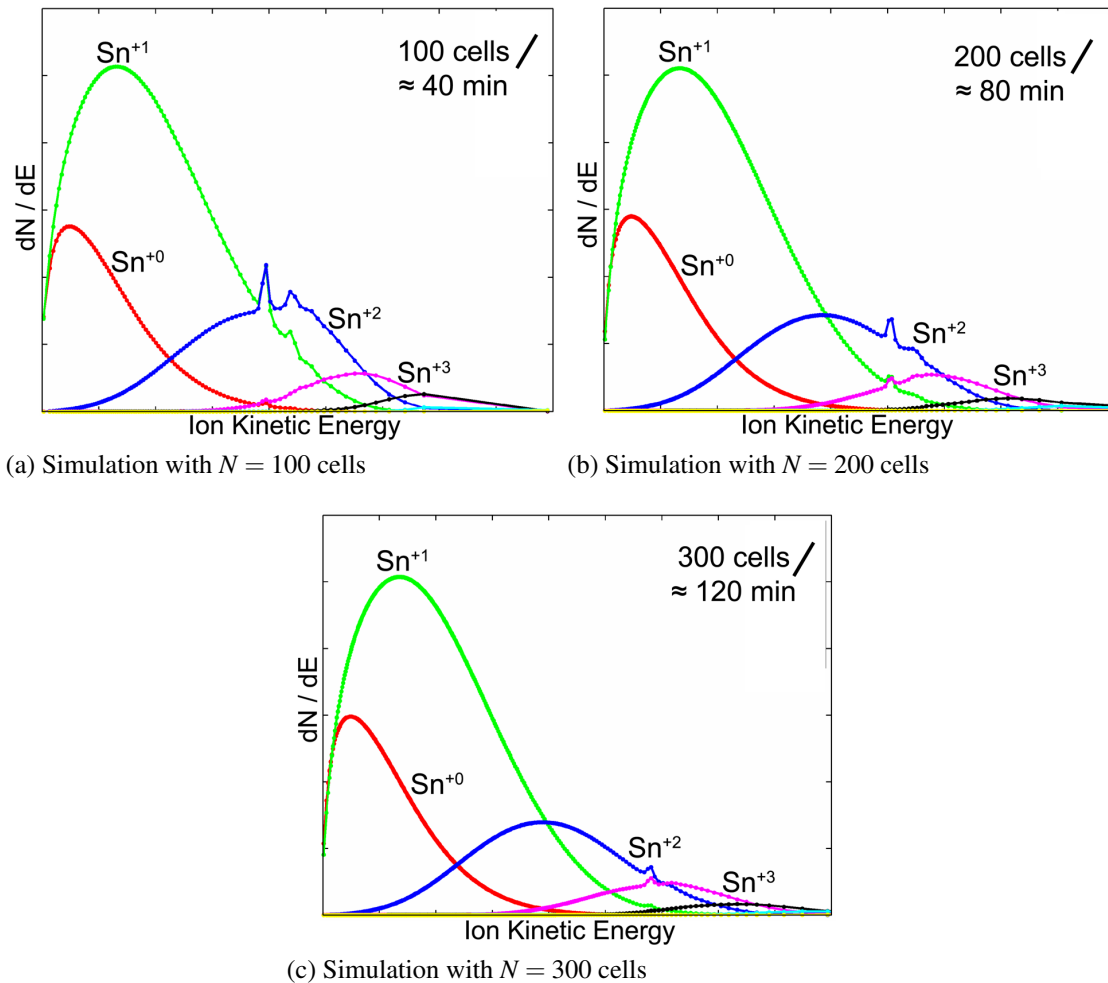 Sn+1
100 cells /
≈ 40 min
dN / dE
Sn+0
Sn+2
Sn+3
Ion Kinetic Energy
(a) Simulation with N = 100 cells
Sn+1
200 cells /
≈ 80 min
dN / dE
Sn+0
Sn+2
Sn+3
Ion Kinetic Energy
(b) Simulation with N = 200 cells
Sn+1
300 cells /
≈ 120 min
dN / dE
Sn+0
Sn+2
Sn+3
Ion Kinetic Energy
(c) Simulation with N = 300 cells